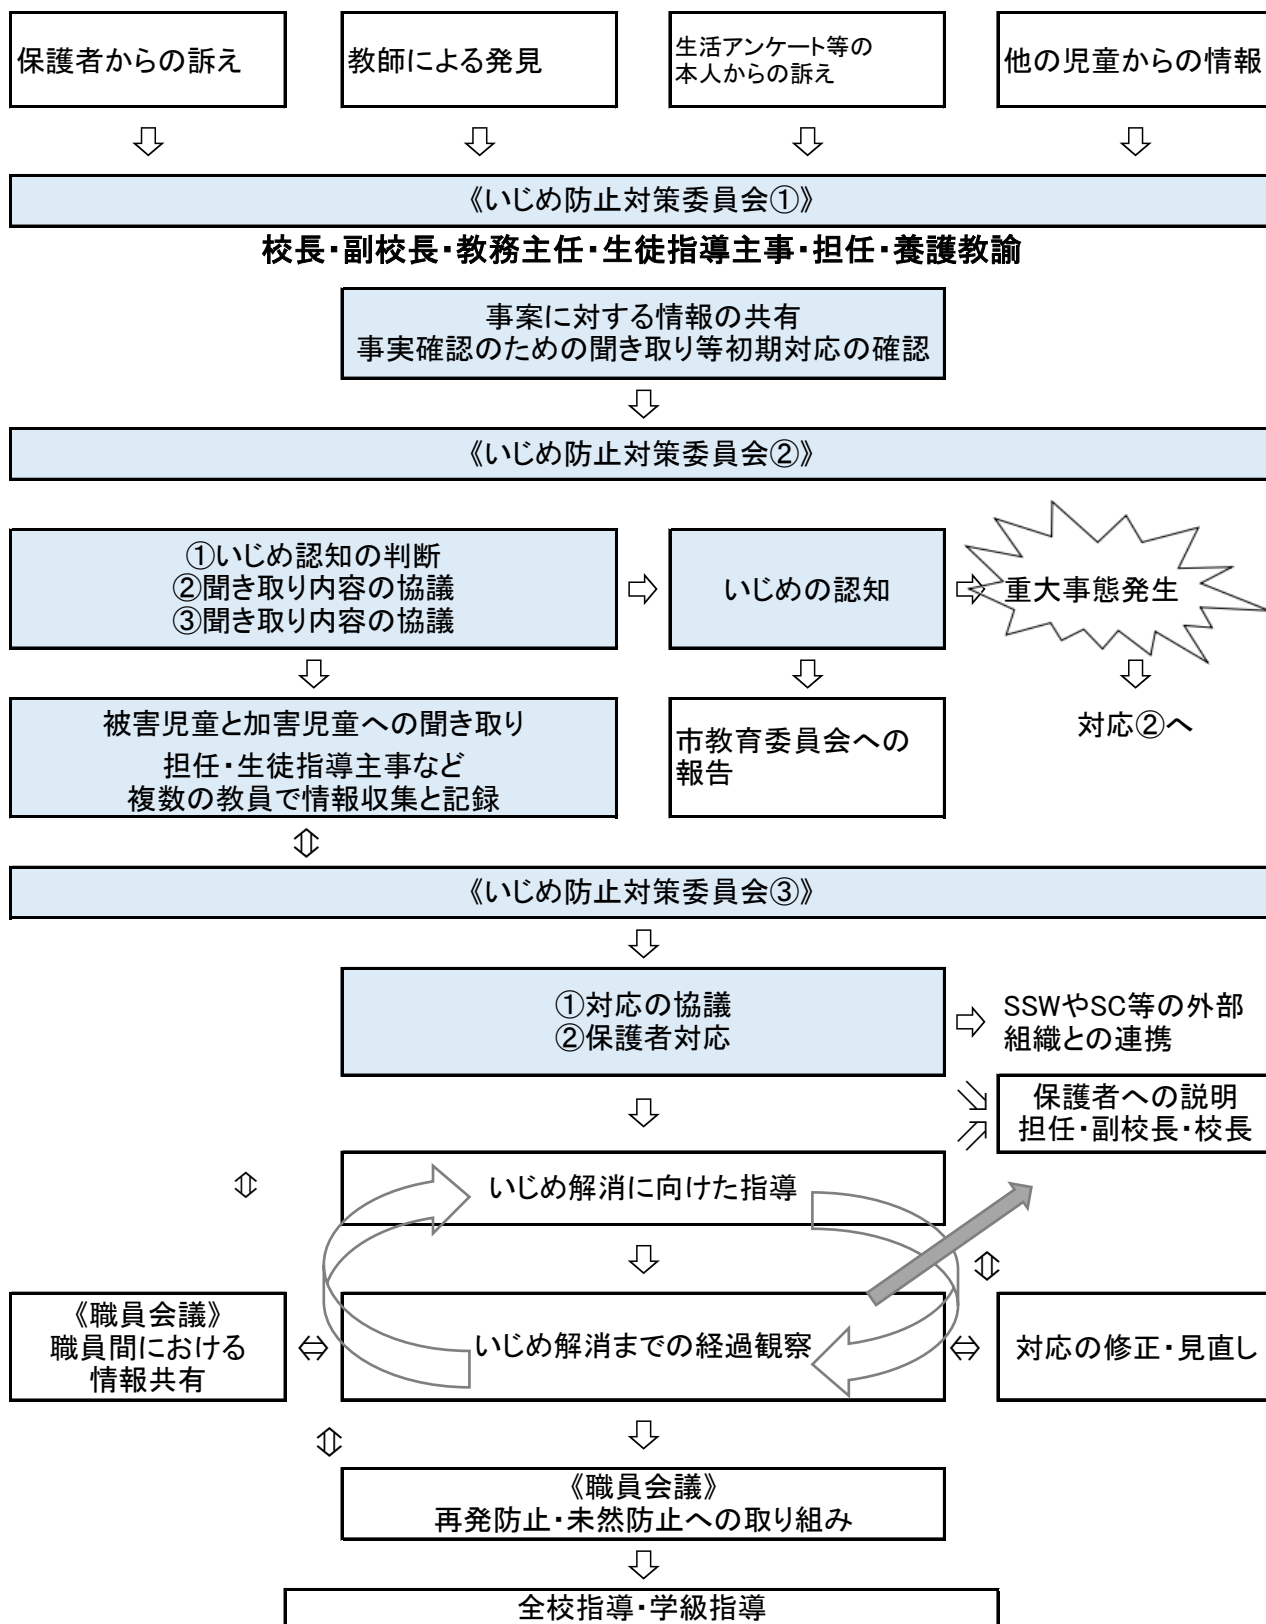 保護者からの訴え
教師による発見
生活アンケート等の
本人からの訴え
他の児童からの情報
《いじめ防止対策委員会①》
校長・副校長・教務主任・生徒指導主事・担任・養護教諭
事案に対する情報の共有
事実確認のための聞き取り等初期対応の確認
《いじめ防止対策委員会②》
①いじめ認知の判断
②聞き取り内容の協議
③聞き取り内容の協議
いじめの認知
重大事態発生
被害児童と加害児童への聞き取り
担任・生徒指導主事など
複数の教員で情報収集と記録
市教育委員会への
報告
対応②へ
《いじめ防止対策委員会③》
①対応の協議
②保護者対応
SSWやSC等の外部
組織との連携
保護者への説明
担任・副校長・校長
いじめ解消に向けた指導
《職員会議》
職員間における
情報共有
いじめ解消までの経過観察
対応の修正・見直し
《職員会議》
再発防止・未然防止への取り組み
全校指導・学級指導